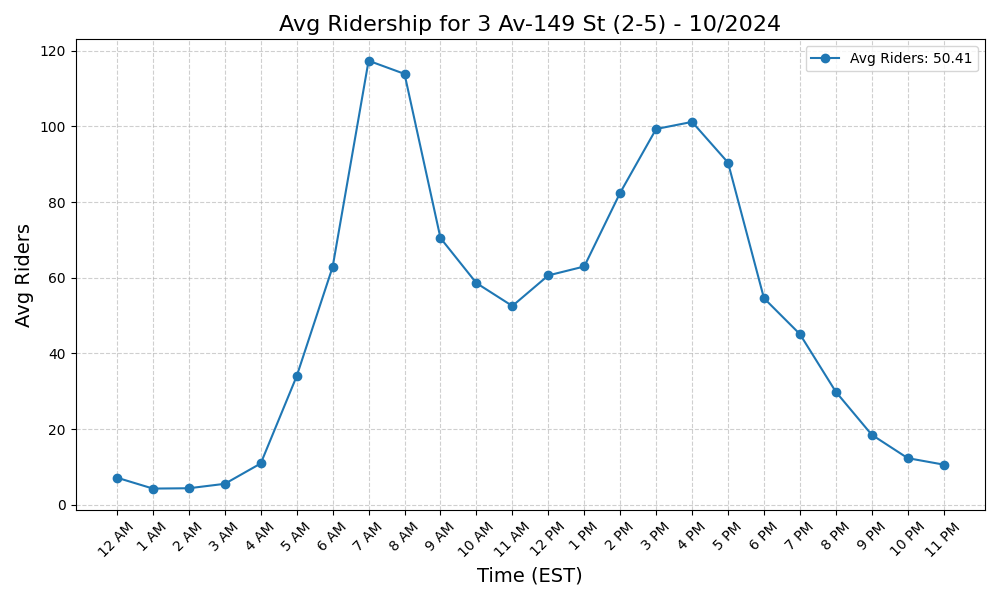 Avg Ridership for 3 Av-149 St (2-5) - 10/2024
Avg Riders: 50.41
Avg Riders
120
100
80
60
40
20
0
12 AM
1 AM
2 AM
3 AM
4 AM
5 AM
6 AM
7 AM
8 AM
9 AM
10 AM
11 AM
12 PM
1 PM
2 PM
3 PM
4 PM
5 PM
6 PM
7 PM
8 PM
9 PM
10 PM
11 PM
Time (EST)